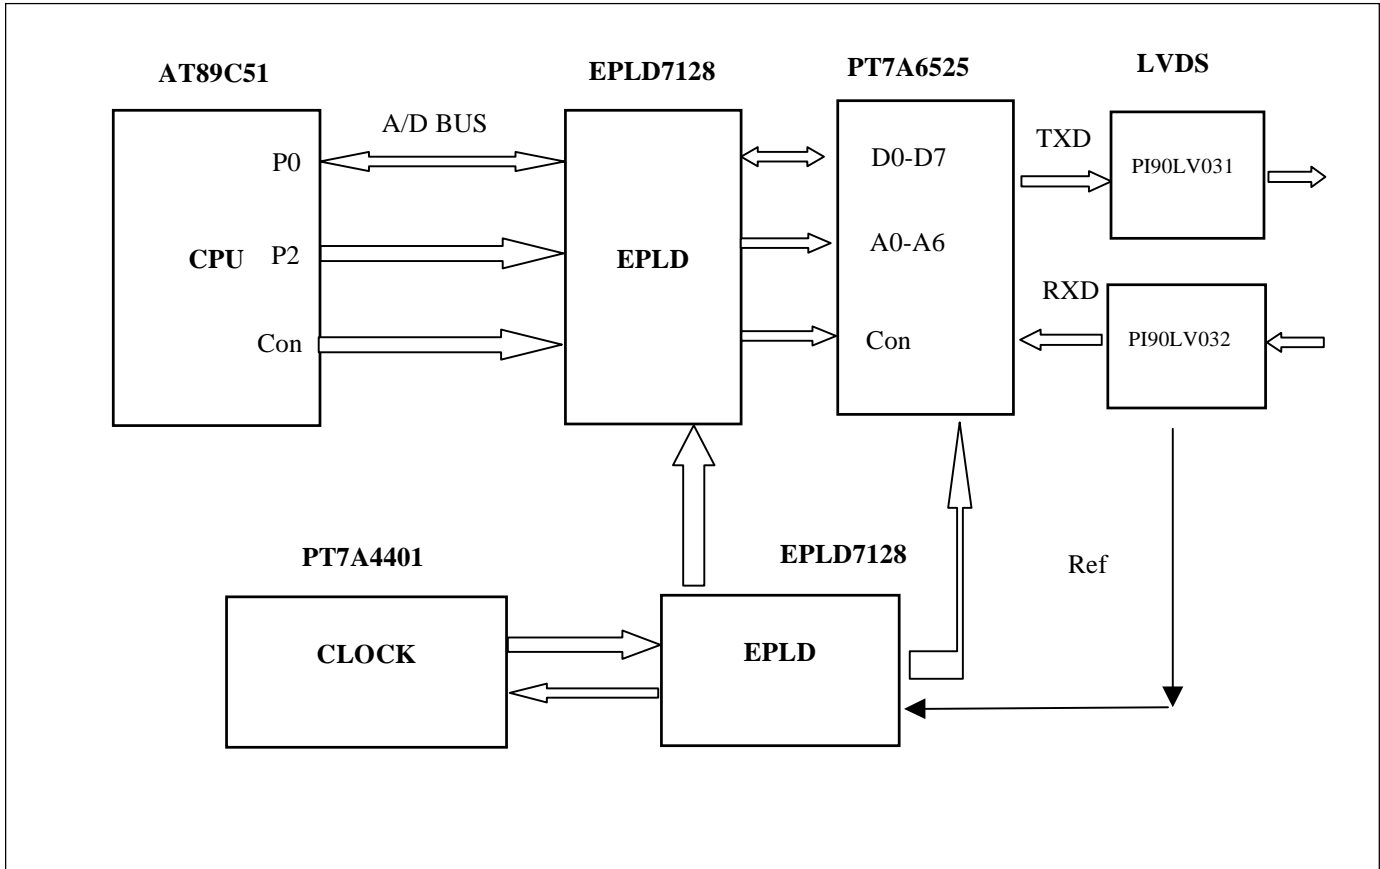 AT89C51
EPLD7128
PT7A6525
LVDS
A/D BUS
P0
CPU
P2
Con
EPLD
D0-D7
A0-A6
Con
TXD
PI90LV031
RXD
PI90LV032
PT7A4401
CLOCK
EPLD7128
EPLD
Ref